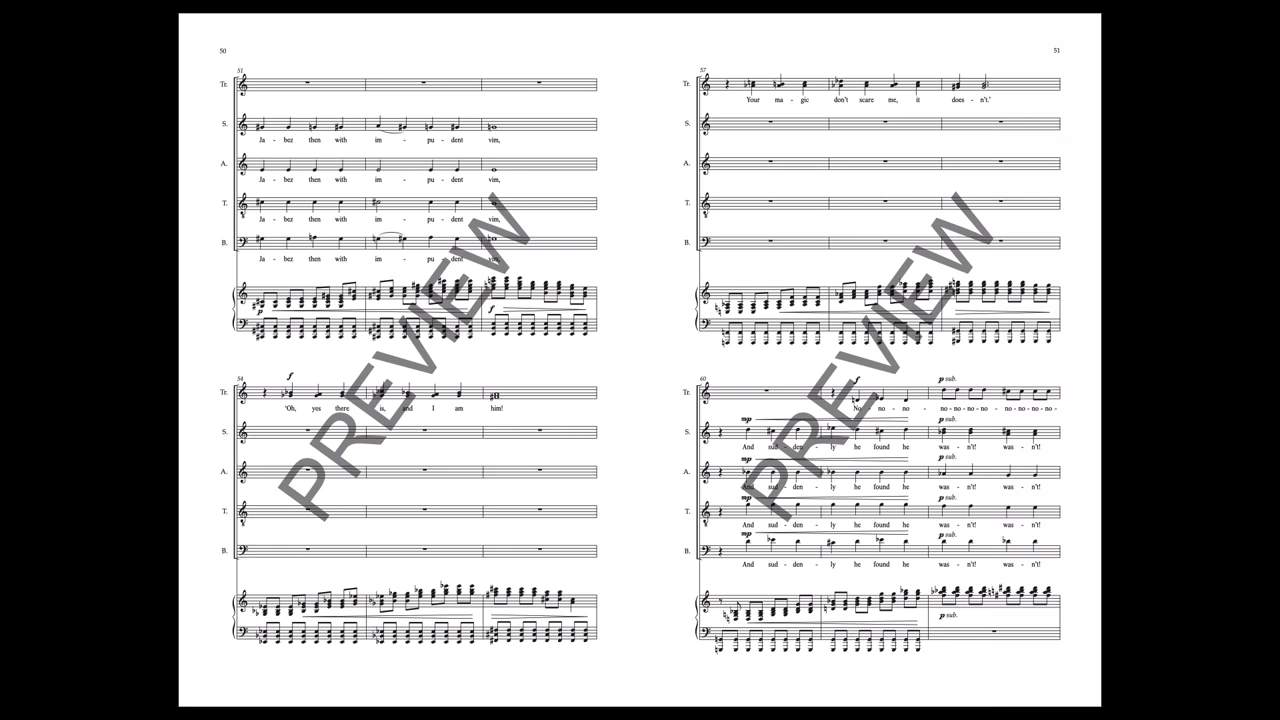 50
51
Tr.
S.
Ja - bez then with im - pu - dent vim,
A.
Ja - bez then with im - pu - dent vim,
T.
Ja - bez then with im - pu - dent vim,
B.
Ja - bez then with im - pu - dent vim,
p f
54
f
Tr.
'Oh, yes there is, and I am him!
S.
A.
T.
B.
PREVIEW
51
57
Tr.
Your ma - gic don't scare me, it does - n't.'
S.
A.
T.
B.
60
f p sub.
Tr.
No - no - no - no - no - no - no - no - no - no - no -
mp p sub.
S.
And sud - den - ly he found he was - n't! was - n't!
mp p sub.
A.
And sud - den - ly he found he was - n't! was - n't!
mp p sub.
T.
And sud - den - ly he found he was - n't! was - n't!
mp p sub.
B.
And sud - den - ly he found he was - n't! was - n't!
p sub.
PREVIEW